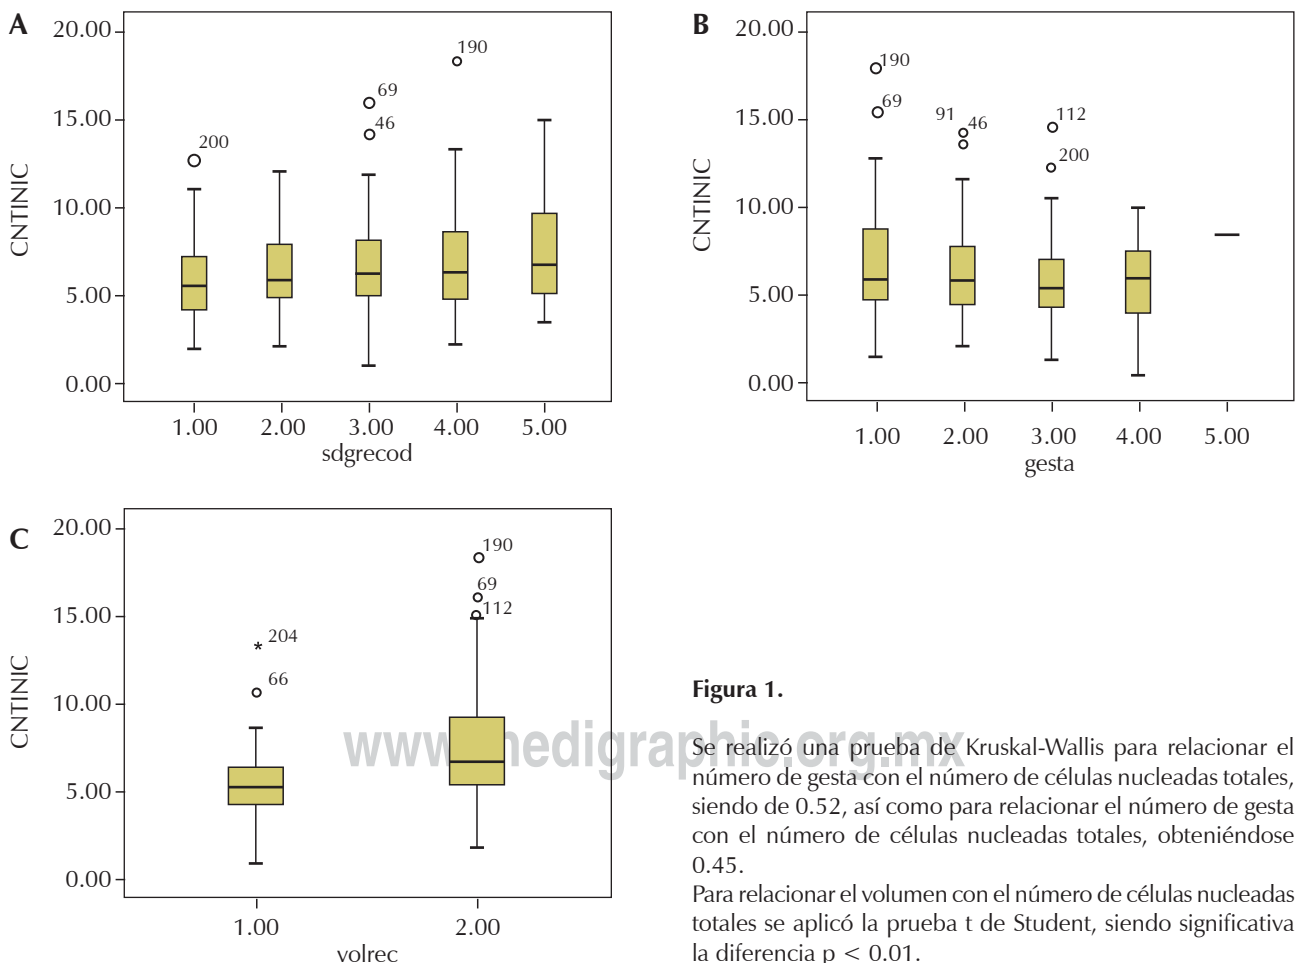 A
20.00
15.00
10.00
5.00
0.00
CNTINIC
200
69
46
190
1.00 2.00 3.00 4.00 5.00
sdgrecod
B
20.00
15.00
10.00
5.00
0.00
CNTINIC
190
69
91 46
112
200
1.00 2.00 3.00 4.00 5.00
gesta
C
20.00
15.00
10.00
5.00
0.00
CNTINIC
* 204
66
190
69
112
1.00 2.00
volrec
www.medigraphic.org.mx
Figura 1.
Se realizó una prueba de Kruskal-Wallis para relacionar el
número de gesta con el número de células nucleadas totales,
siendo de 0.52, así como para relacionar el número de gesta
con el número de células nucleadas totales, obteniéndose
0.45.
Para relacionar el volumen con el número de células nucleadas
totales se aplicó la prueba t de Student, siendo significativa
la diferencia p < 0.01.